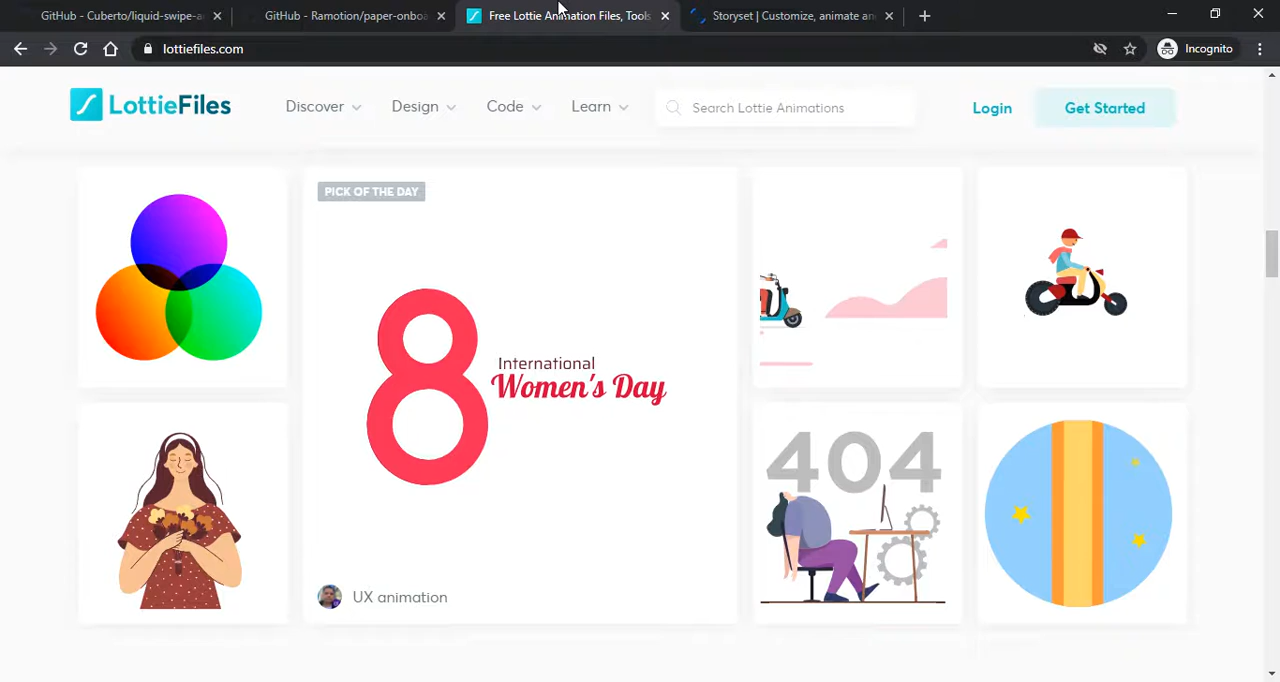 GitHub - Cuberto/liquid-swipe-a
GitHub - Ramotion/paper-onbo
Free Lottie Animation Files, Tools
Storyset | Customize, animate an
lottiefiles.com
Incognito
LottieFiles
Discover
Design
Code
Learn
Search Lottie Animations
Login
Get Started
PICK OF THE DAY
8
International
Women's Day
404
UX animation